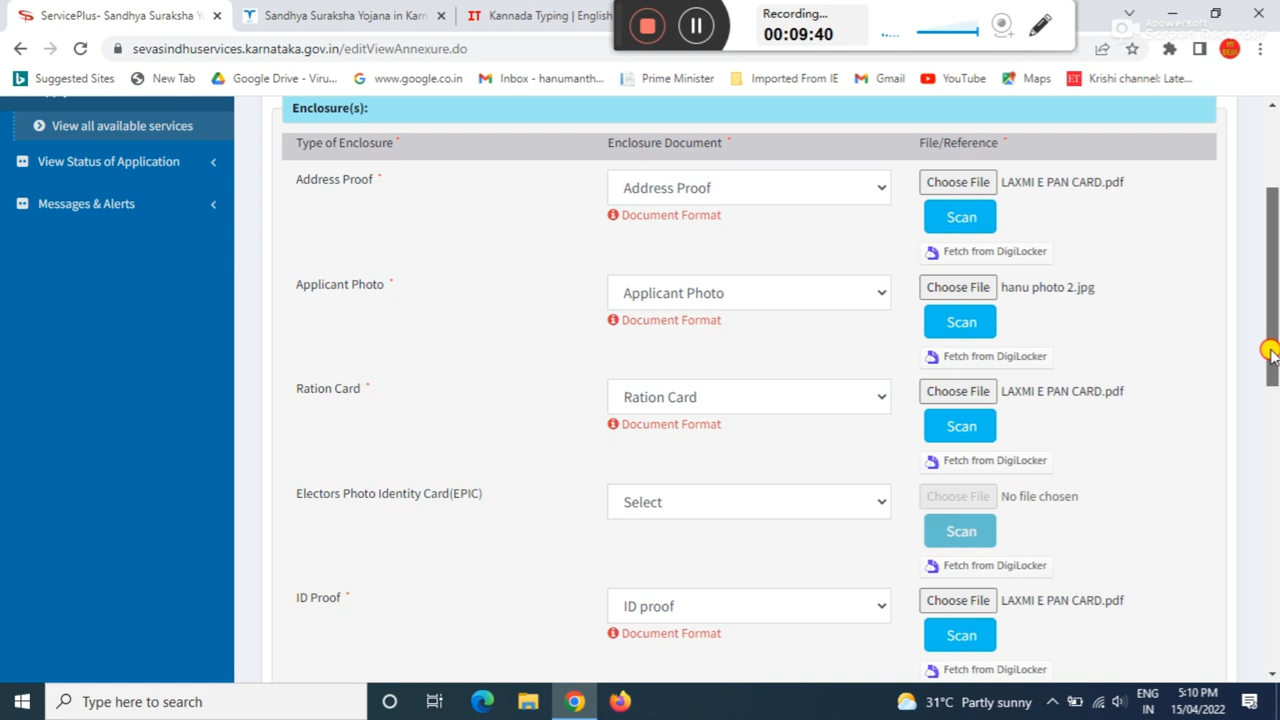 ServicePlus- Sandhya Suraksha Y
Sandhya Suraksha Yojana in Karn
IT Kannada Typing | English
Recording...
00:09:40
Apowersoft
Screen Recorder
sevasindhuservices.karnataka.gov.in/editViewAnnexure.do
Suggested Sites
New Tab
Google Drive - Viru...
www.google.co.in
Inbox - hanumanth...
Prime Minister
Imported From IE
Gmail
YouTube
Maps
ET Krishi channel: Late...
View all available services
View Status of Application
Messages & Alerts
Enclosure(s):
Type of Enclosure * Enclosure Document * File/Reference *
Address Proof * Address Proof Choose File LAXMI E PAN CARD.pdf
Document Format Scan
Fetch from DigiLocker
Applicant Photo * Applicant Photo Choose File hanu photo 2.jpg
Document Format Scan
Fetch from DigiLocker
Ration Card * Ration Card Choose File LAXMI E PAN CARD.pdf
Document Format Scan
Fetch from DigiLocker
Electors Photo Identity Card(EPIC) Select Choose File No file chosen
Scan
Fetch from DigiLocker
ID Proof * ID proof Choose File LAXMI E PAN CARD.pdf
Document Format Scan
Fetch from DigiLocker
Type here to search
31°C Partly sunny
ENG
IN
5:10 PM
15/04/2022